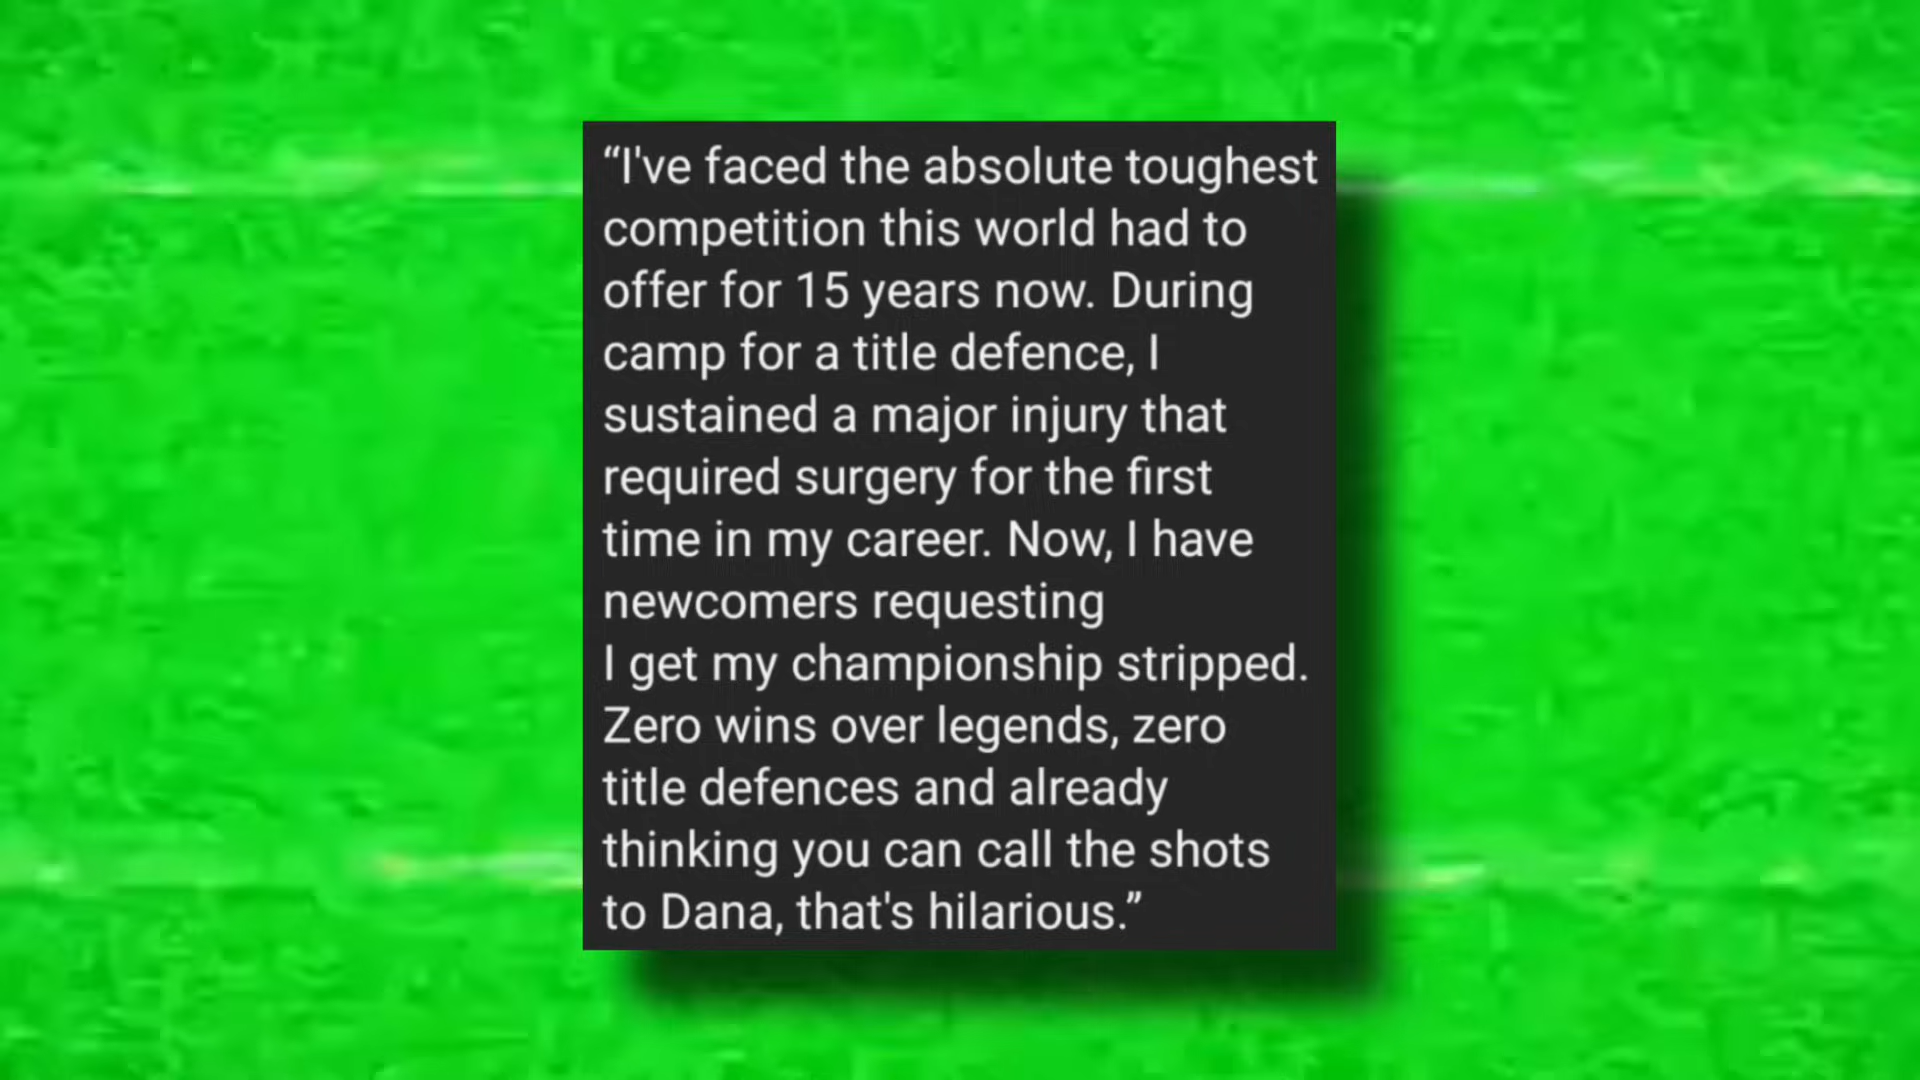 “I've faced the absolute toughest
competition this world had to
offer for 15 years now. During
camp for a title defence, I
sustained a major injury that
required surgery for the first
time in my career. Now, I have
newcomers requesting
I get my championship stripped.
Zero wins over legends, zero
title defences and already
thinking you can call the shots
to Dana, that's hilarious.”